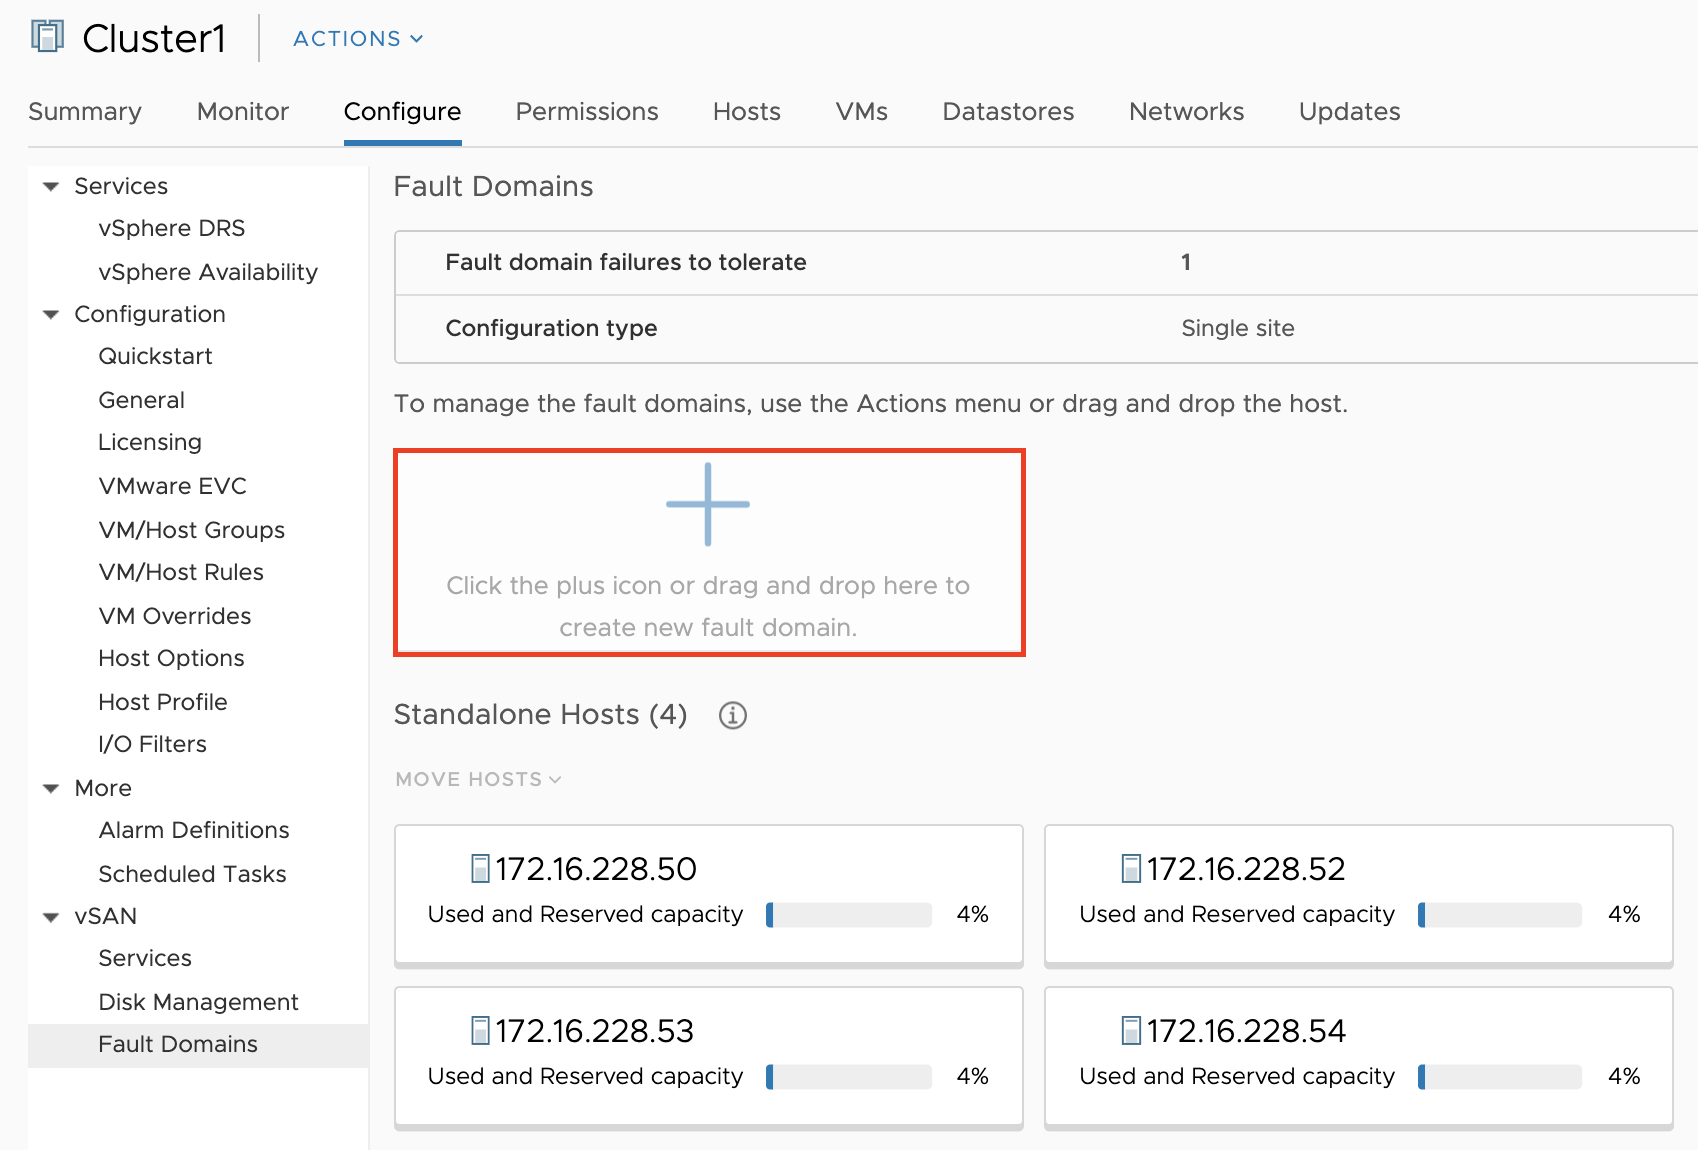 Cluster1
ACTIONS
Summary Monitor Configure Permissions Hosts VMs Datastores Networks Updates
Services
vSphere DRS
vSphere Availability
Configuration
Quickstart
General
Licensing
VMware EVC
VM/Host Groups
VM/Host Rules
VM Overrides
Host Options
Host Profile
I/O Filters
More
Alarm Definitions
Scheduled Tasks
vSAN
Services
Disk Management
Fault Domains
Fault Domains
Fault domain failures to tolerate 1
Configuration type Single site
To manage the fault domains, use the Actions menu or drag and drop the host.
Click the plus icon or drag and drop here to
create new fault domain.
Standalone Hosts (4)
MOVE HOSTS
172.16.228.50
Used and Reserved capacity 4%
172.16.228.52
Used and Reserved capacity 4%
172.16.228.53
Used and Reserved capacity 4%
172.16.228.54
Used and Reserved capacity 4%